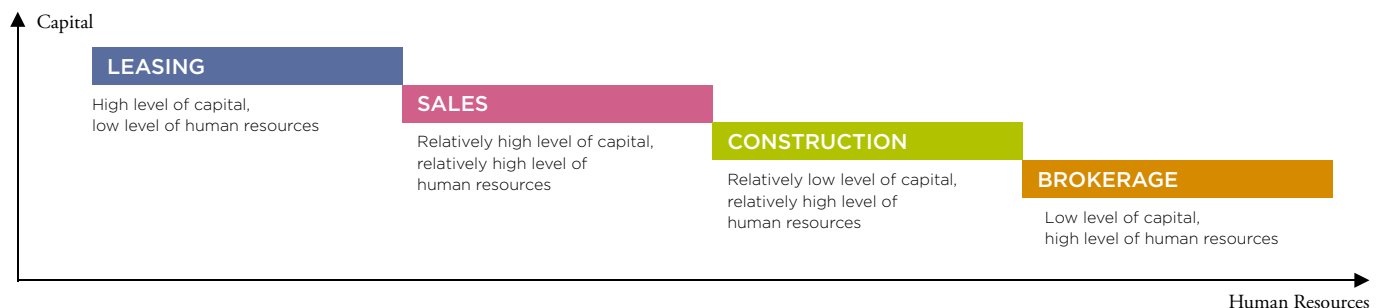 Capital
LEASING
High level of capital,
low level of human resources
SALES
Relatively high level of capital,
relatively high level of
human resources
CONSTRUCTION
Relatively low level of capital,
relatively high level of
human resources
BROKERAGE
Low level of capital,
high level of human resources
Human Resources